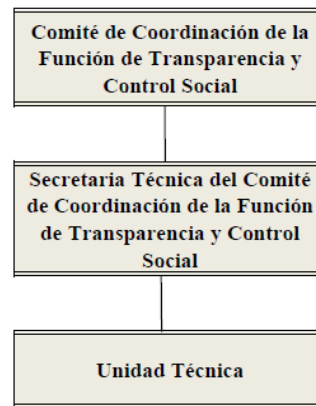 Comité de Coordinación de la
Función de Transparencia y
Control Social
Secretaria Técnica del Comité
de Coordinación de la Función
de Transparencia y Control
Social
Unidad Técnica